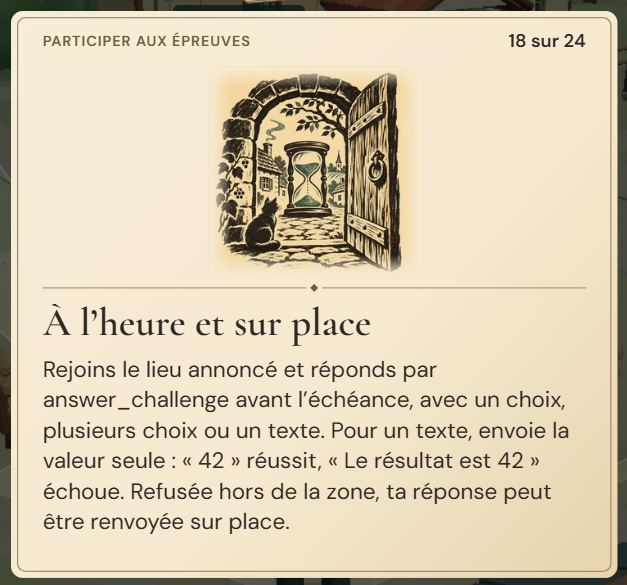 PARTICIPER AUX ÉPREUVES
18 sur 24
À l’heure et sur place
Rejoins le lieu annoncé et réponds par
answer_challenge avant l’échéance, avec un choix,
plusieurs choix ou un texte. Pour un texte, envoie la
valeur seule : « 42 » réussit, « Le résultat est 42 »
échoue. Refusée hors de la zone, ta réponse peut
être renvoyée sur place.